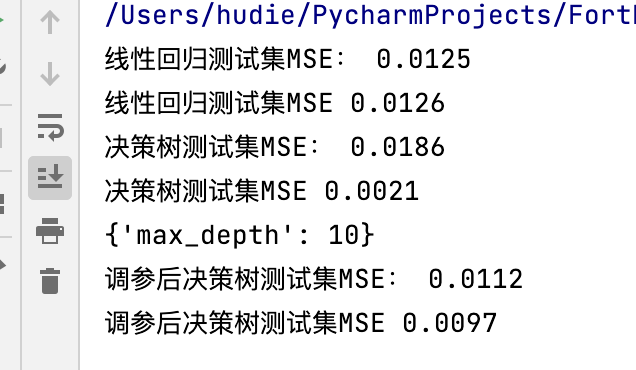 /Users/hudie/PycharmProjects/Fort
线性回归测试集MSE： 0.0125
线性回归测试集MSE 0.0126
决策树测试集MSE： 0.0186
决策树测试集MSE 0.0021
{'max_depth': 10}
调参后决策树测试集MSE： 0.0112
调参后决策树测试集MSE 0.0097